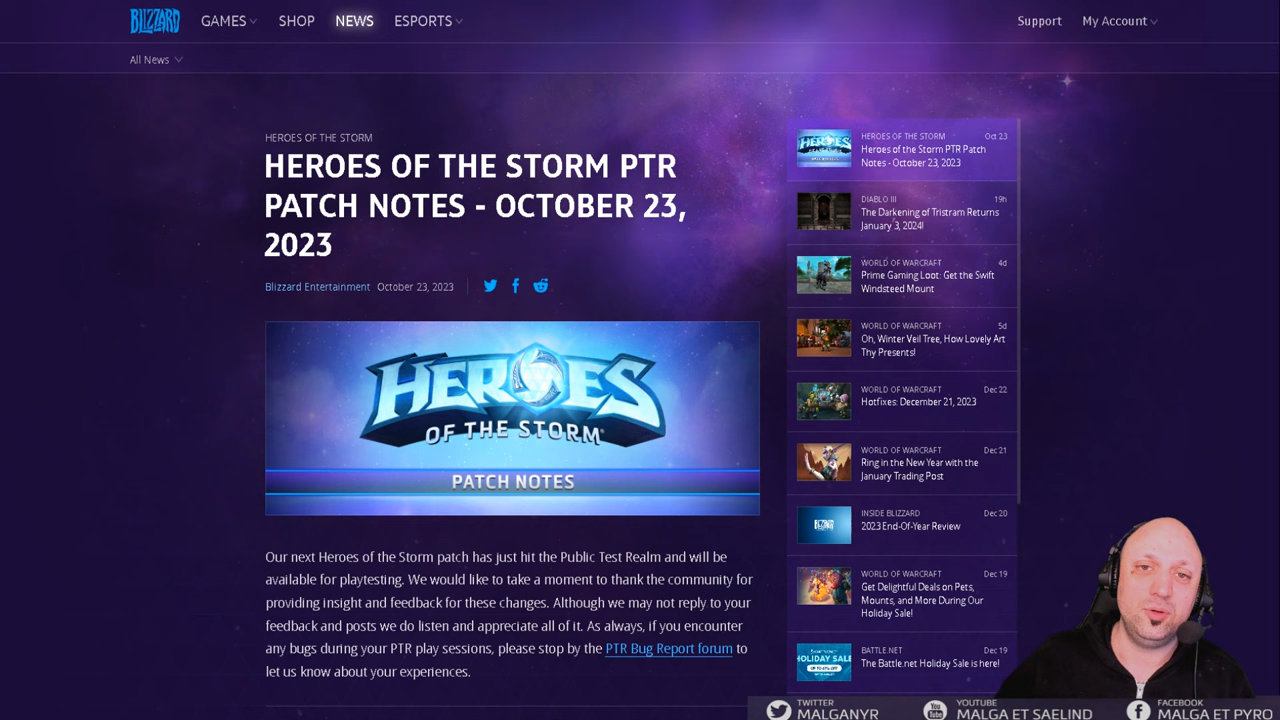 BLIZZARD
GAMES
SHOP
NEWS
ESPORTS
Support
My Account
All News
HEROES OF THE STORM
HEROES OF THE STORM PTR
PATCH NOTES - OCTOBER 23,
2023
Blizzard Entertainment October 23, 2023
HEROES
OF THE STORM
PATCH NOTES
Our next Heroes of the Storm patch has just hit the Public Test Realm and will be
available for playtesting. We would like to take a moment to thank the community for
providing insight and feedback for these changes. Although we may not reply to your
feedback and posts we do listen and appreciate all of it. As always, if you encounter
any bugs during your PTR play sessions, please stop by the PTR Bug Report forum to
let us know about your experiences.
HEROES OF THE STORM Oct 23
Heroes of the Storm PTR Patch
Notes - October 23, 2023
DIABLO III 19h
The Darkening of Tristram Returns
January 3, 2024!
WORLD OF WARCRAFT 4d
Prime Gaming Loot: Get the Swift
Windsteed Mount
WORLD OF WARCRAFT 5d
Oh, Winter Veil Tree, How Lovely Art
Thy Presents!
WORLD OF WARCRAFT Dec 22
Hotfixes: December 21, 2023
WORLD OF WARCRAFT Dec 21
Ring in the New Year with the
January Trading Post
INSIDE BLIZZARD Dec 20
2023 End-Of-Year Review
WORLD OF WARCRAFT Dec 19
Get Delightful Deals on Pets,
Mounts, and More During Our
Holiday Sale!
HOLIDAY SALE
BATTLE.NET Dec 19
The Battle.net Holiday Sale is here!
TWITTER
MALGANYR
YOUTUBE
MALGA ET SAELIND
FACEBOOK
MALGA ET PYRO